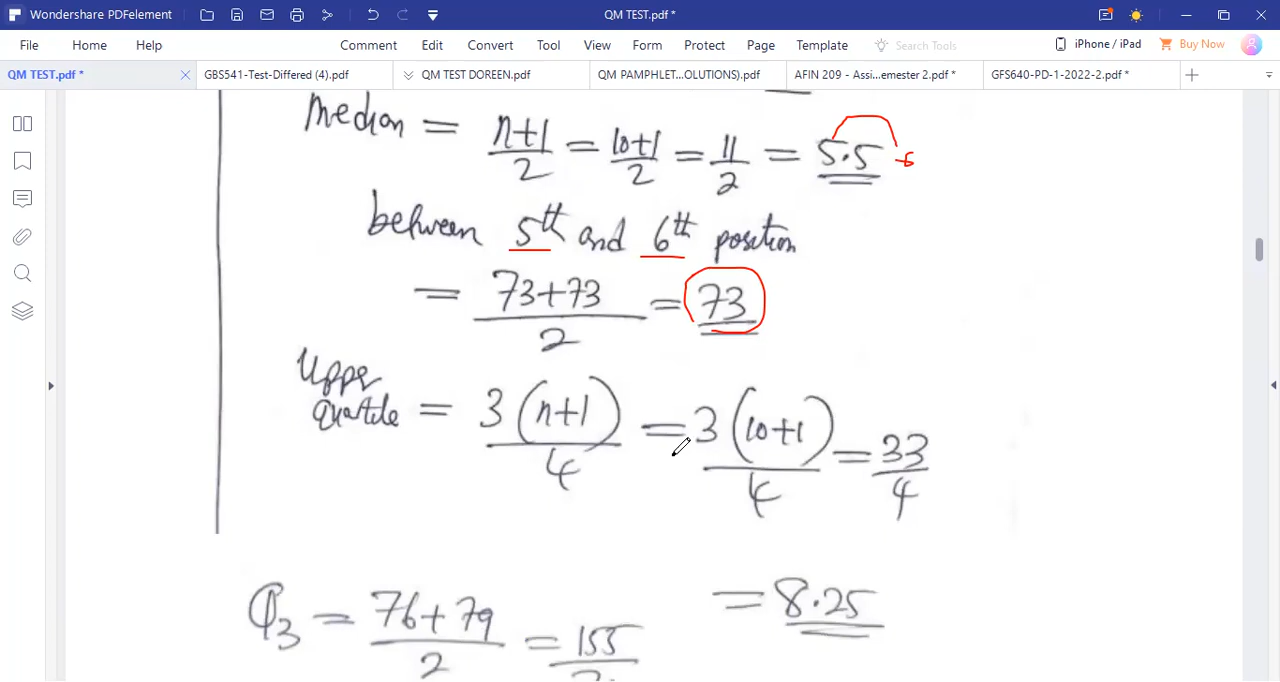 Wondershare PDFelement
QM TEST.pdf *
File Home Help Comment Edit Convert Tool View Form Protect Page Template Search Tools iPhone / iPad Buy Now
QM TEST.pdf * GBS541-Test-Differed (4).pdf QM TEST DOREEN.pdf QM PAMPHLET...OLUTIONS).pdf AFIN 209 - Assi...emester 2.pdf * GFS640-PD-1-2022-2.pdf *
Median = n+1/2 = 10+1/2 = 11/2 = 5.5
between 5th and 6th position
= 73+73/2 = 73
Upper
quartile = 3(n+1)/4 = 3(10+1)/4 = 33/4
= 8.25
Q3 = 76+79/2 = 155